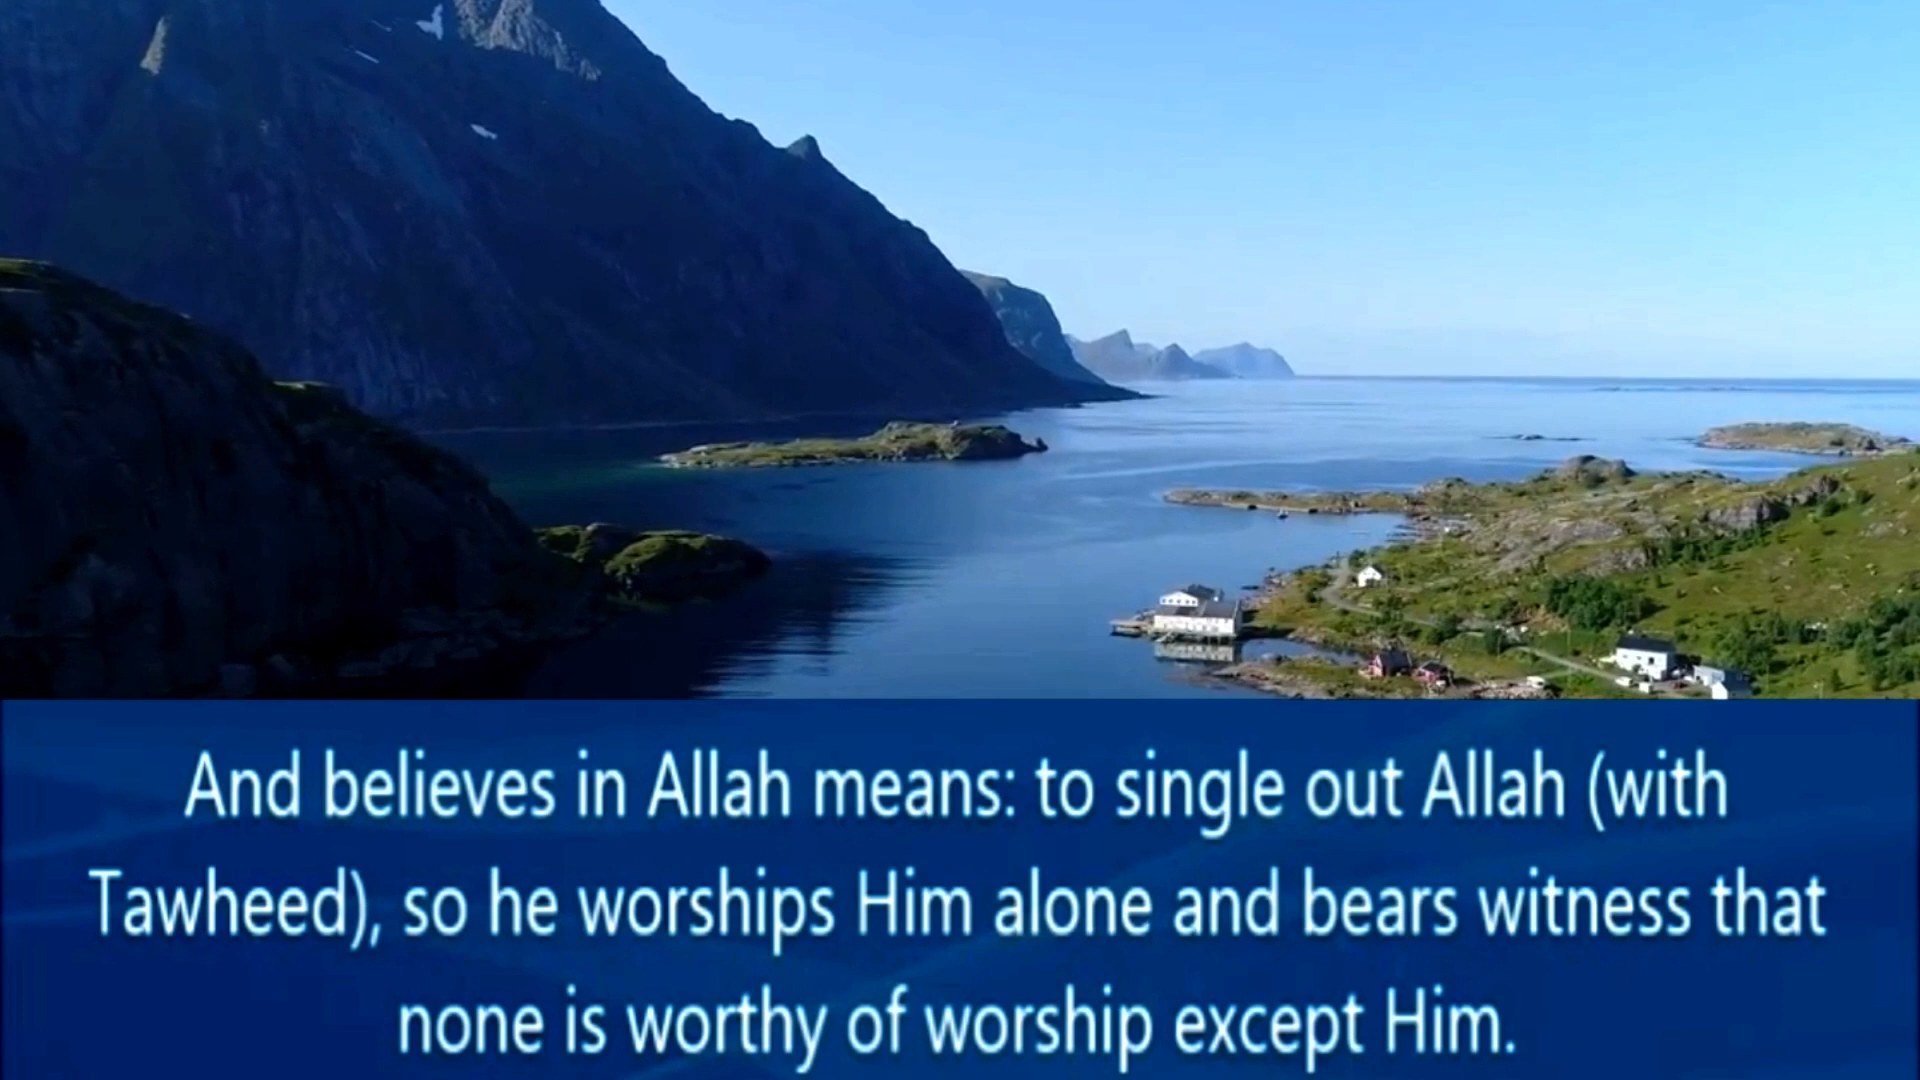 And believes in Allah means: to single out Allah (with
Tawheed), so he worships Him alone and bears witness that
none is worthy of worship except Him.